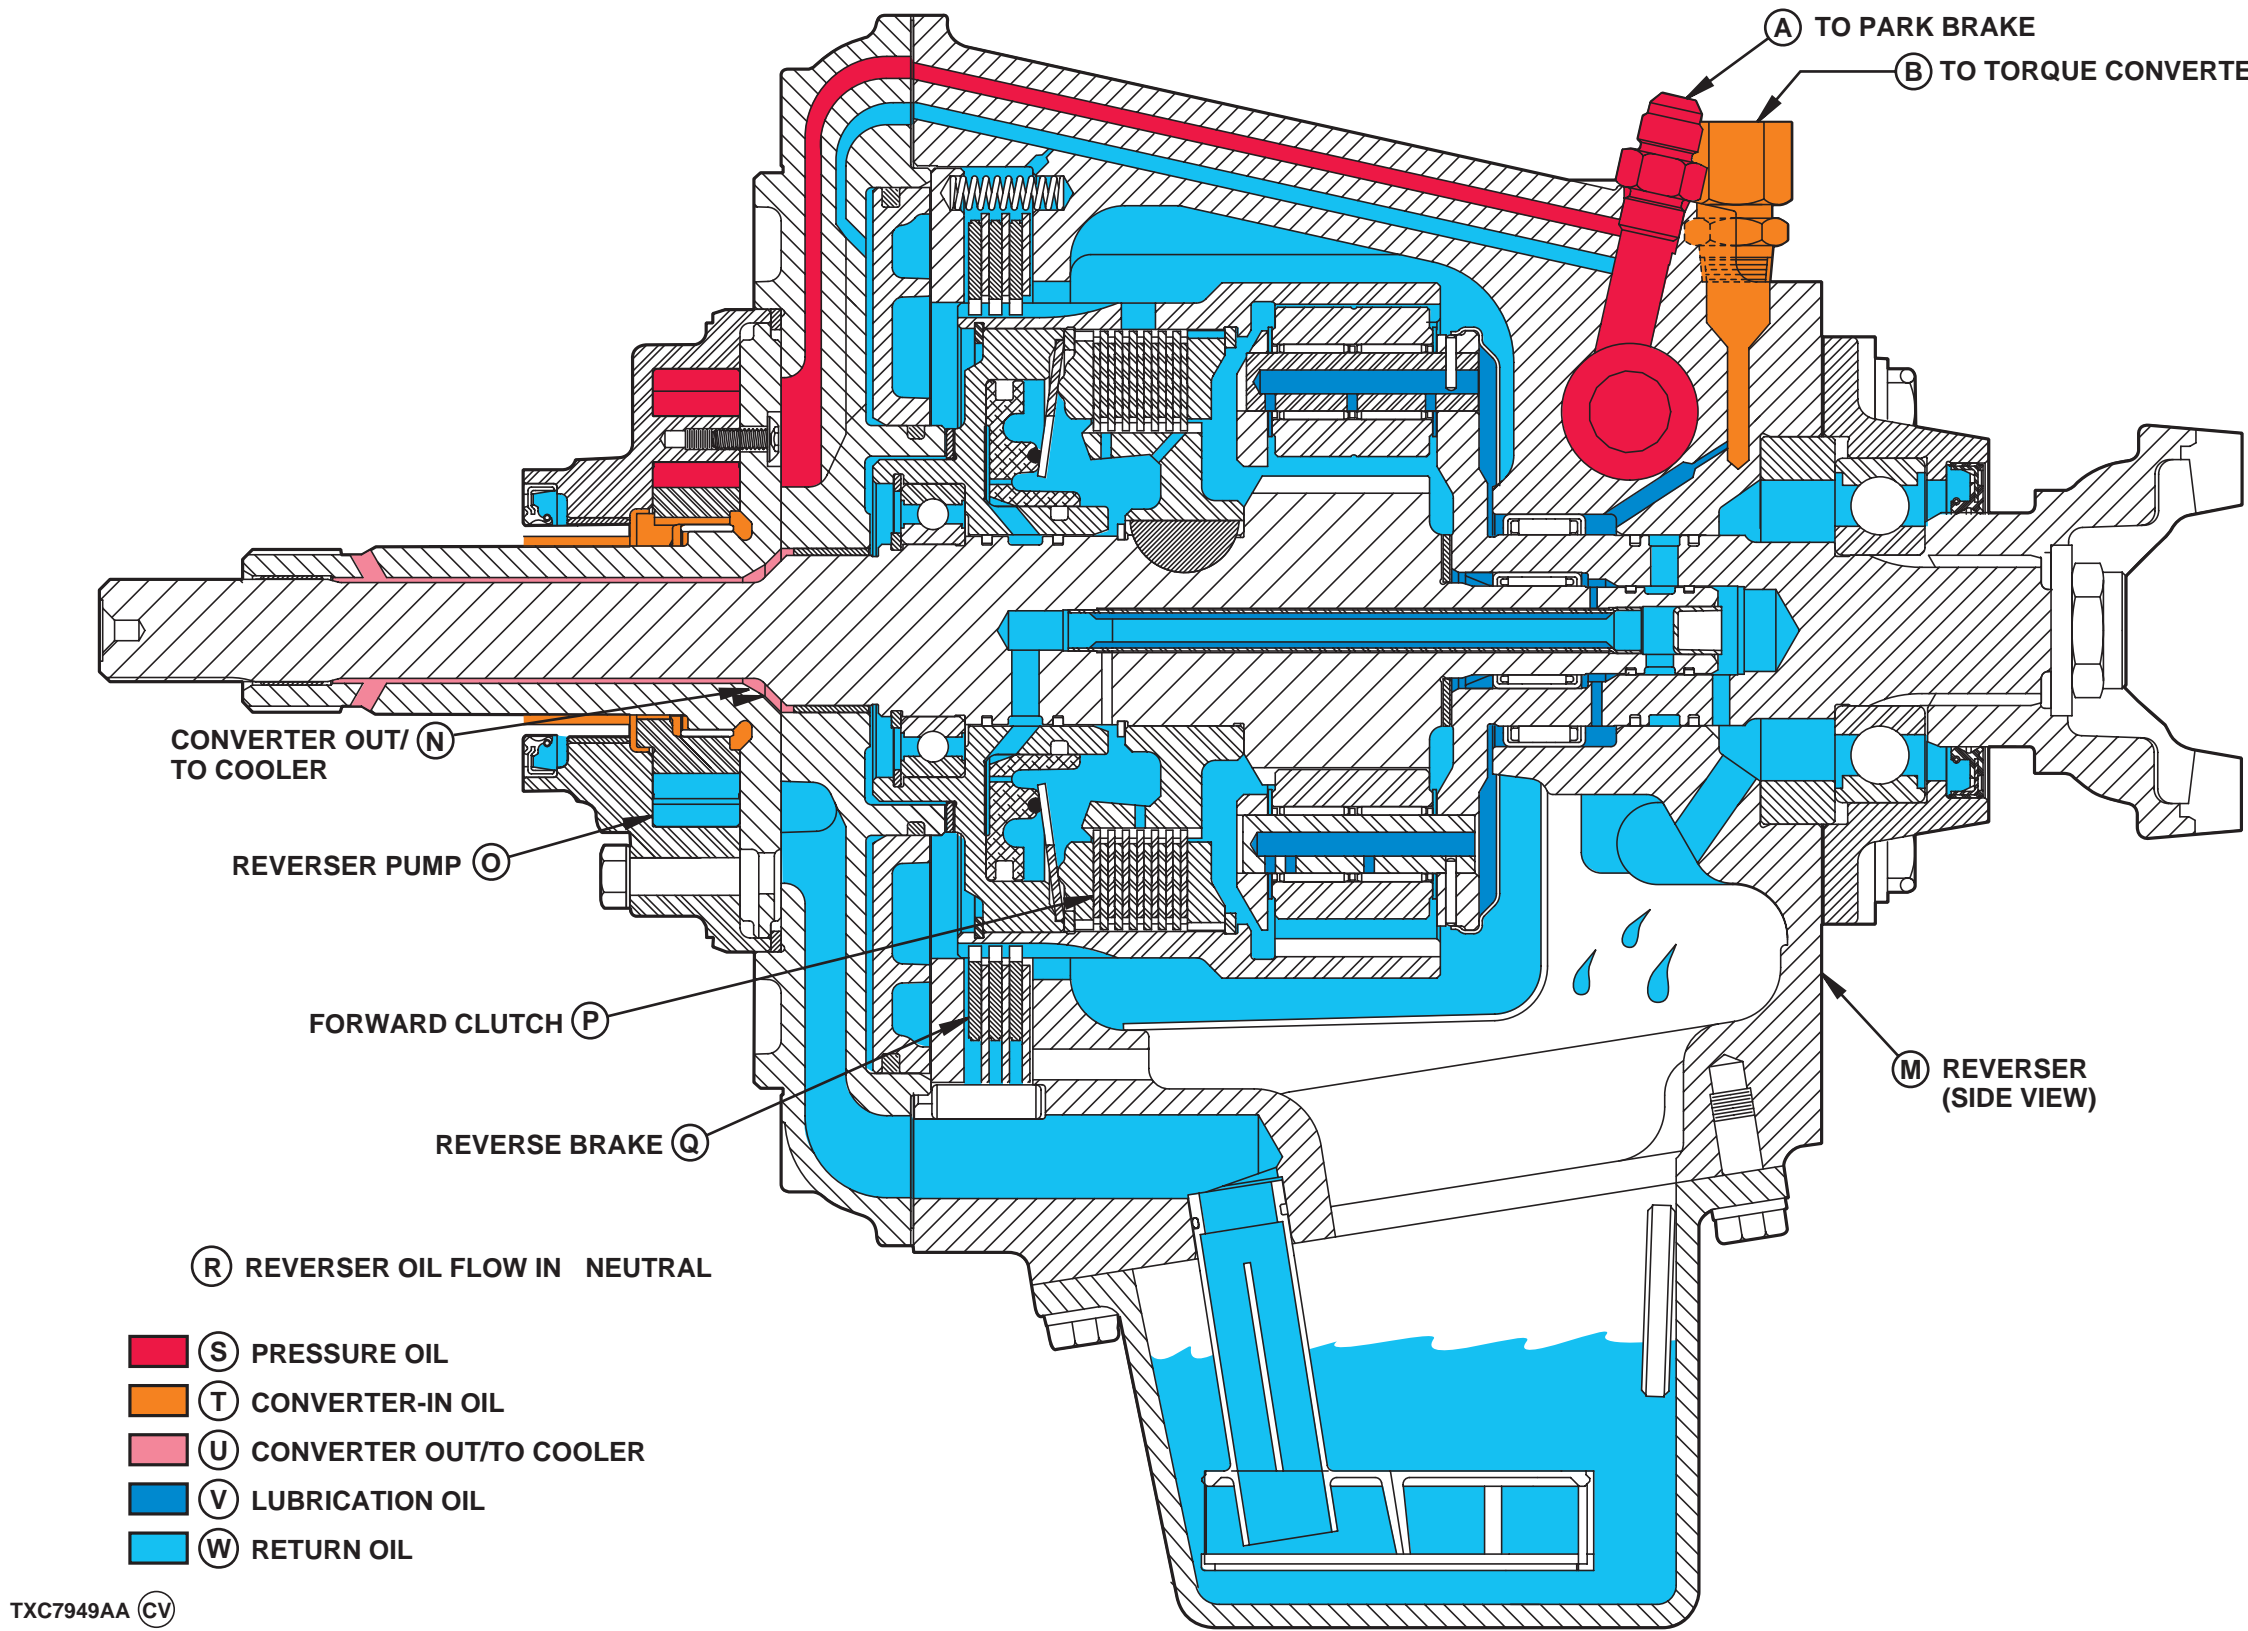 A TO PARK BRAKE
B TO TORQUE CONVERTE
CONVERTER OUT/ N
TO COOLER
REVERSER PUMP O
FORWARD CLUTCH P
M REVERSER
(SIDE VIEW)
REVERSE BRAKE Q
R REVERSER OIL FLOW IN NEUTRAL
S PRESSURE OIL
T CONVERTER-IN OIL
U CONVERTER OUT/TO COOLER
V LUBRICATION OIL
W RETURN OIL
TXC7949AA CV